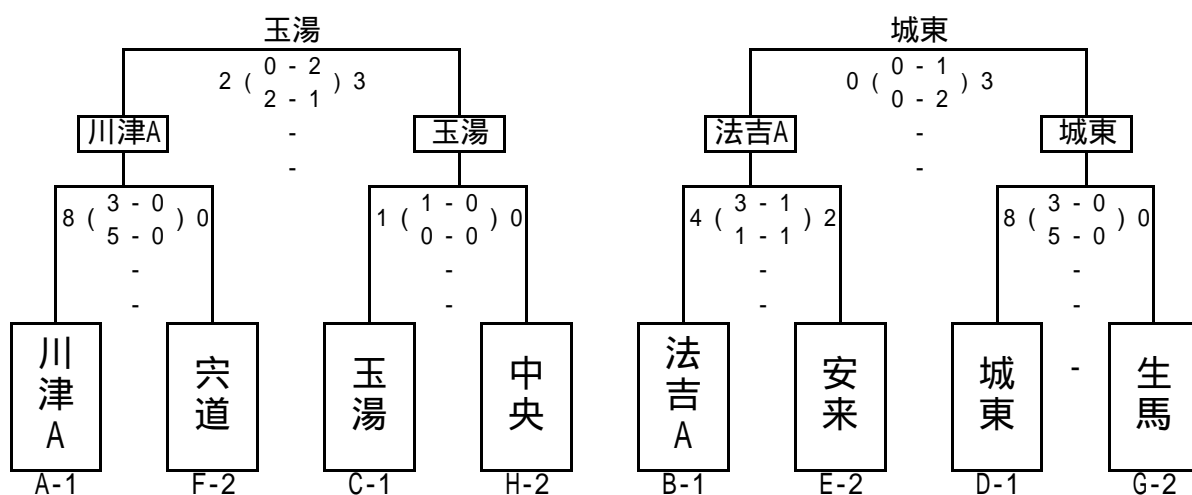 玉湯 城東
2 ( 0 - 2 ) 3 0 ( 0 - 1 ) 3
2 - 1 0 - 2
川津A - 玉湯 法吉A - 城東
- -
8 ( 3 - 0 ) 0 1 ( 1 - 0 ) 0 4 ( 3 - 1 ) 2 8 ( 3 - 0 ) 0
5 - 0 0 - 0 1 - 1 5 - 0
- - - -
- - - -
川津A 宍道 玉湯 中央 法吉A 安来 城東 - 生馬
A-1 F-2 C-1 H-2 B-1 E-2 D-1 G-2